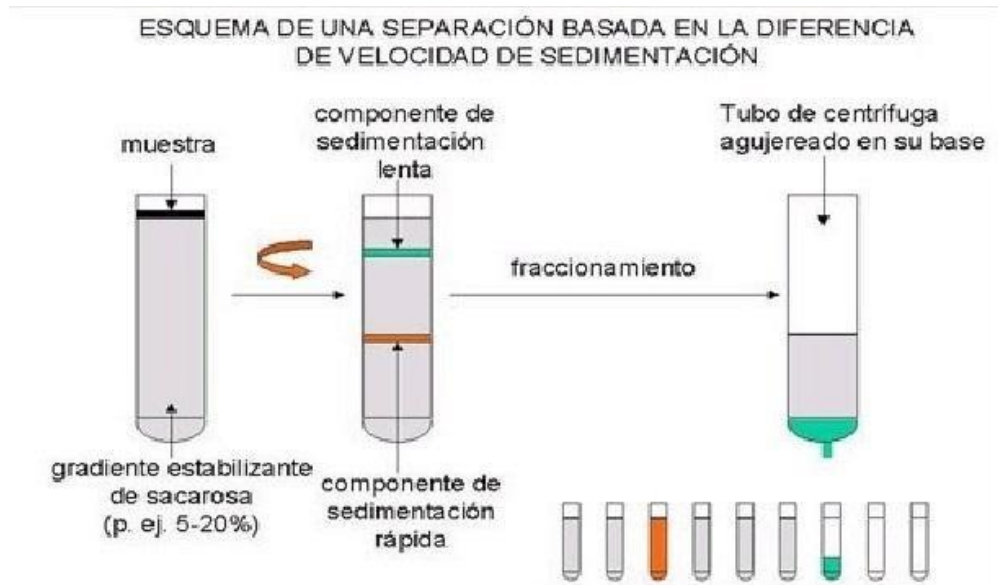 ESQUEMA DE UNA SEPARACIÓN BASADA EN LA DIFERENCIA
DE VELOCIDAD DE SEDIMENTACIÓN
muestra
componente de
sedimentación
lenta
Tubo de centrífuga
agujereado en su base
fraccionamiento
gradiente estabilizante
de sacarosa
(p. ej. 5-20%)
componente de
sedimentación
rápida